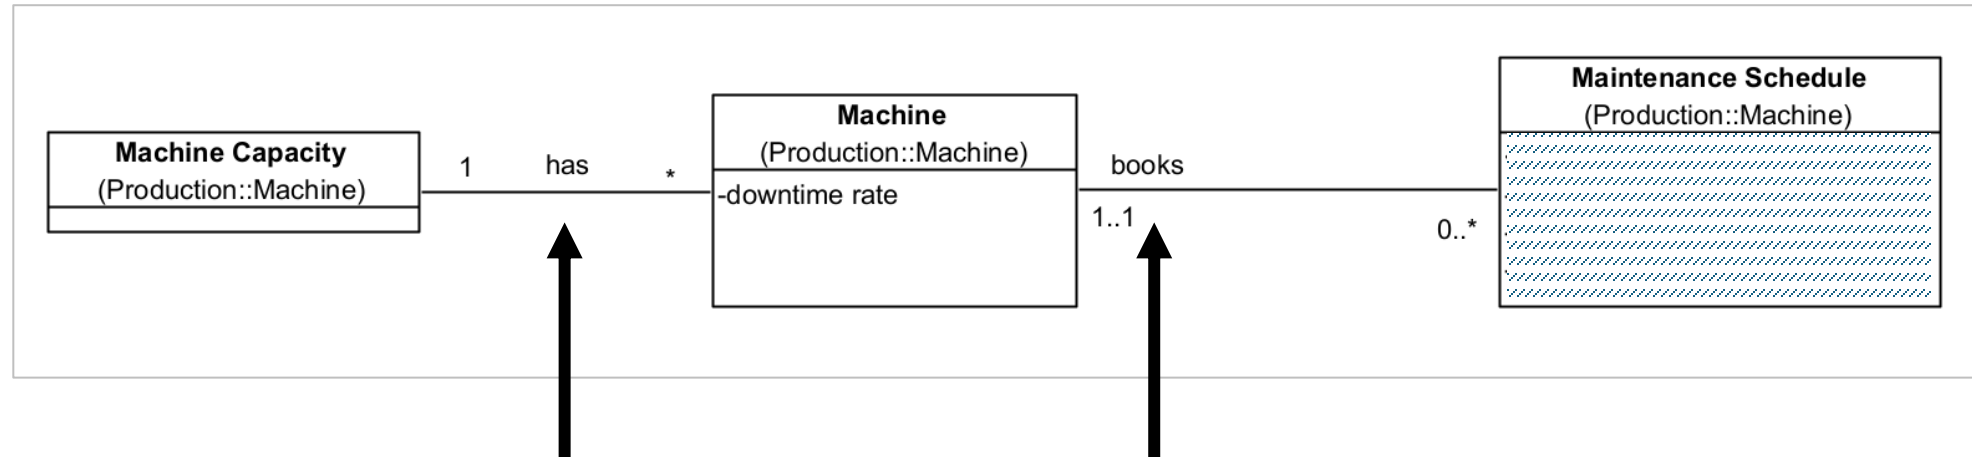 Machine Capacity
(Production::Machine)
1
has
*
Machine
(Production::Machine)
-downtime rate
books
1..1
0..*
Maintenance Schedule
(Production::Machine)